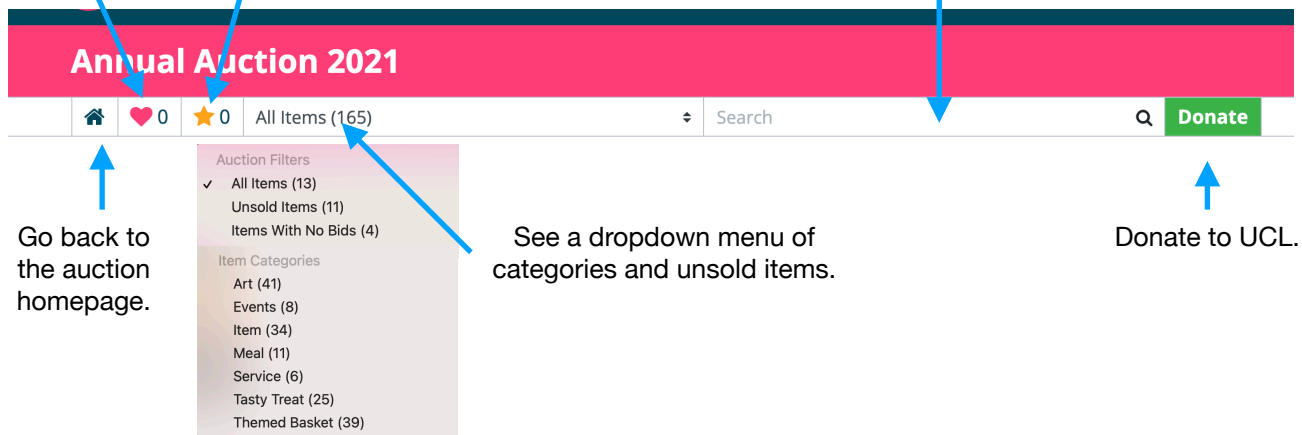 Annual Auction 2021
0
0
All Items (165)
Search
Donate
Auction Filters
✓ All Items (13)
Unsold Items (11)
Items With No Bids (4)
Item Categories
Art (41)
Events (8)
Item (34)
Meal (11)
Service (6)
Tasty Treat (25)
Themed Basket (39)
Go back to
the auction
homepage.
See a dropdown menu of
categories and unsold items.
Donate to UCL.